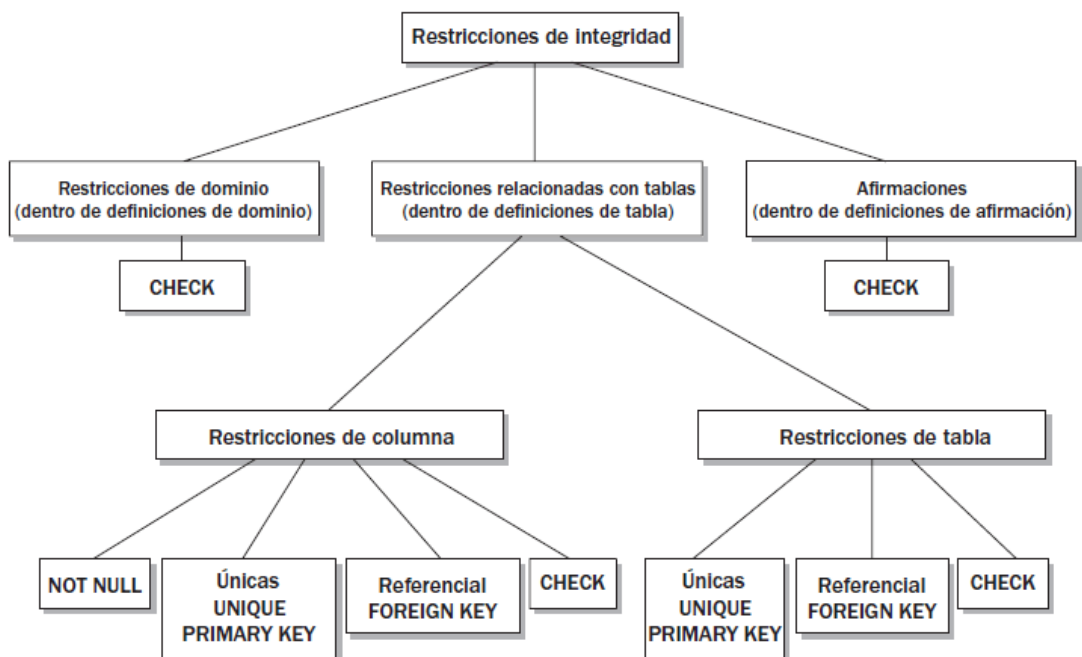 Restricciones de integridad
Restricciones de dominio
(dentro de definiciones de dominio)
Restricciones relacionadas con tablas
(dentro de definiciones de tabla)
Afirmaciones
(dentro de definiciones de afirmación)
CHECK
CHECK
Restricciones de columna
Restricciones de tabla
NOT NULL
Únicas
UNIQUE
PRIMARY KEY
Referencial
FOREIGN KEY
CHECK
Únicas
UNIQUE
PRIMARY KEY
Referencial
FOREIGN KEY
CHECK